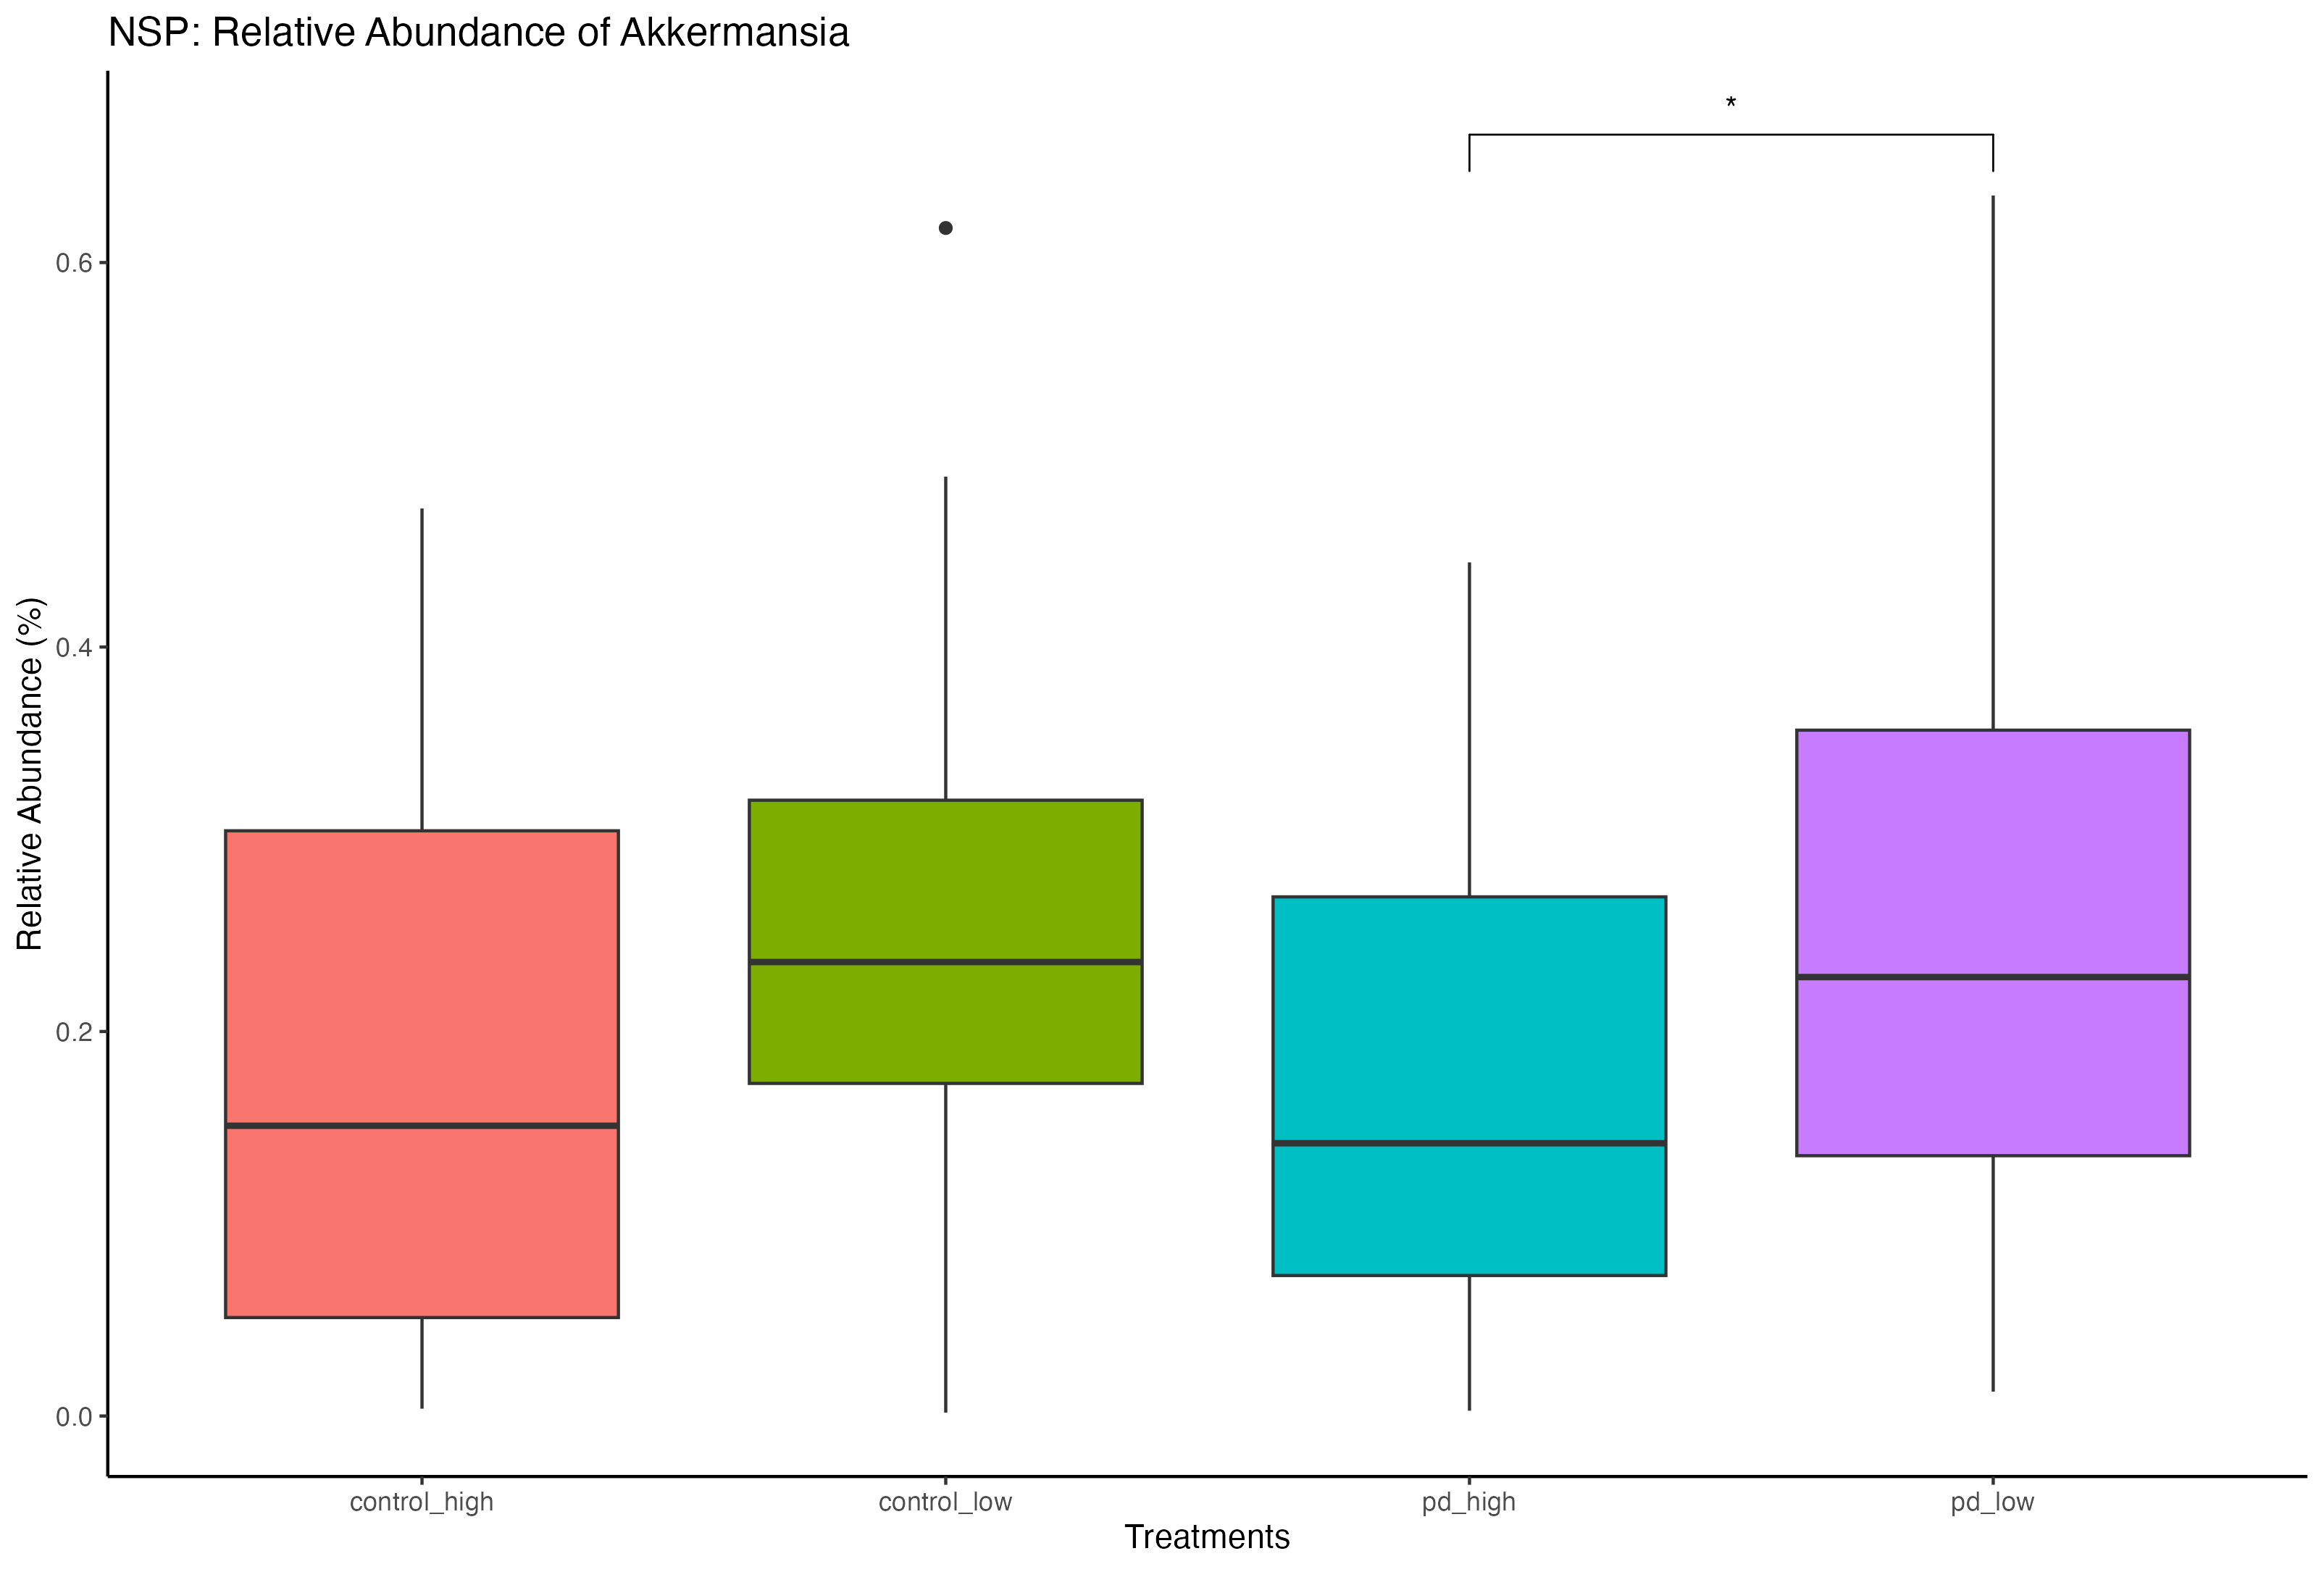 NSP: Relative Abundance of Akkermansia
*
0.6
0.4
0.2
0.0
Relative Abundance (%)
control_high
control_low
pd_high
pd_low
Treatments